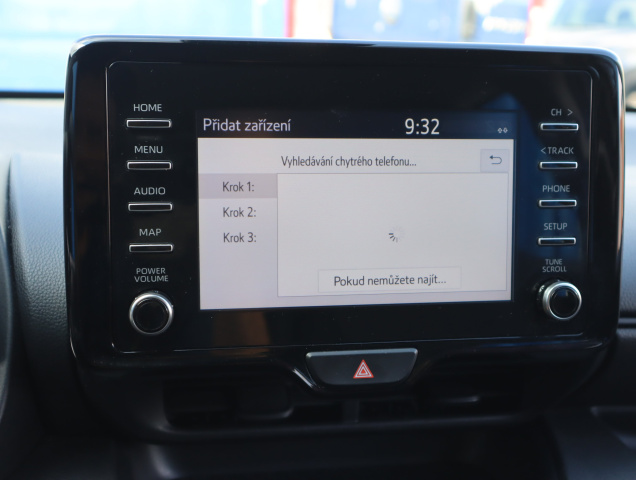 HOME
MENU
AUDIO
MAP
POWER
VOLUME
Přidat zařízení
9:32
Vyhledávání chytrého telefonu...
Krok 1:
Krok 2:
Krok 3:
Pokud nemůžete najít...
CH >
< TRACK
PHONE
SETUP
TUNE
SCROLL